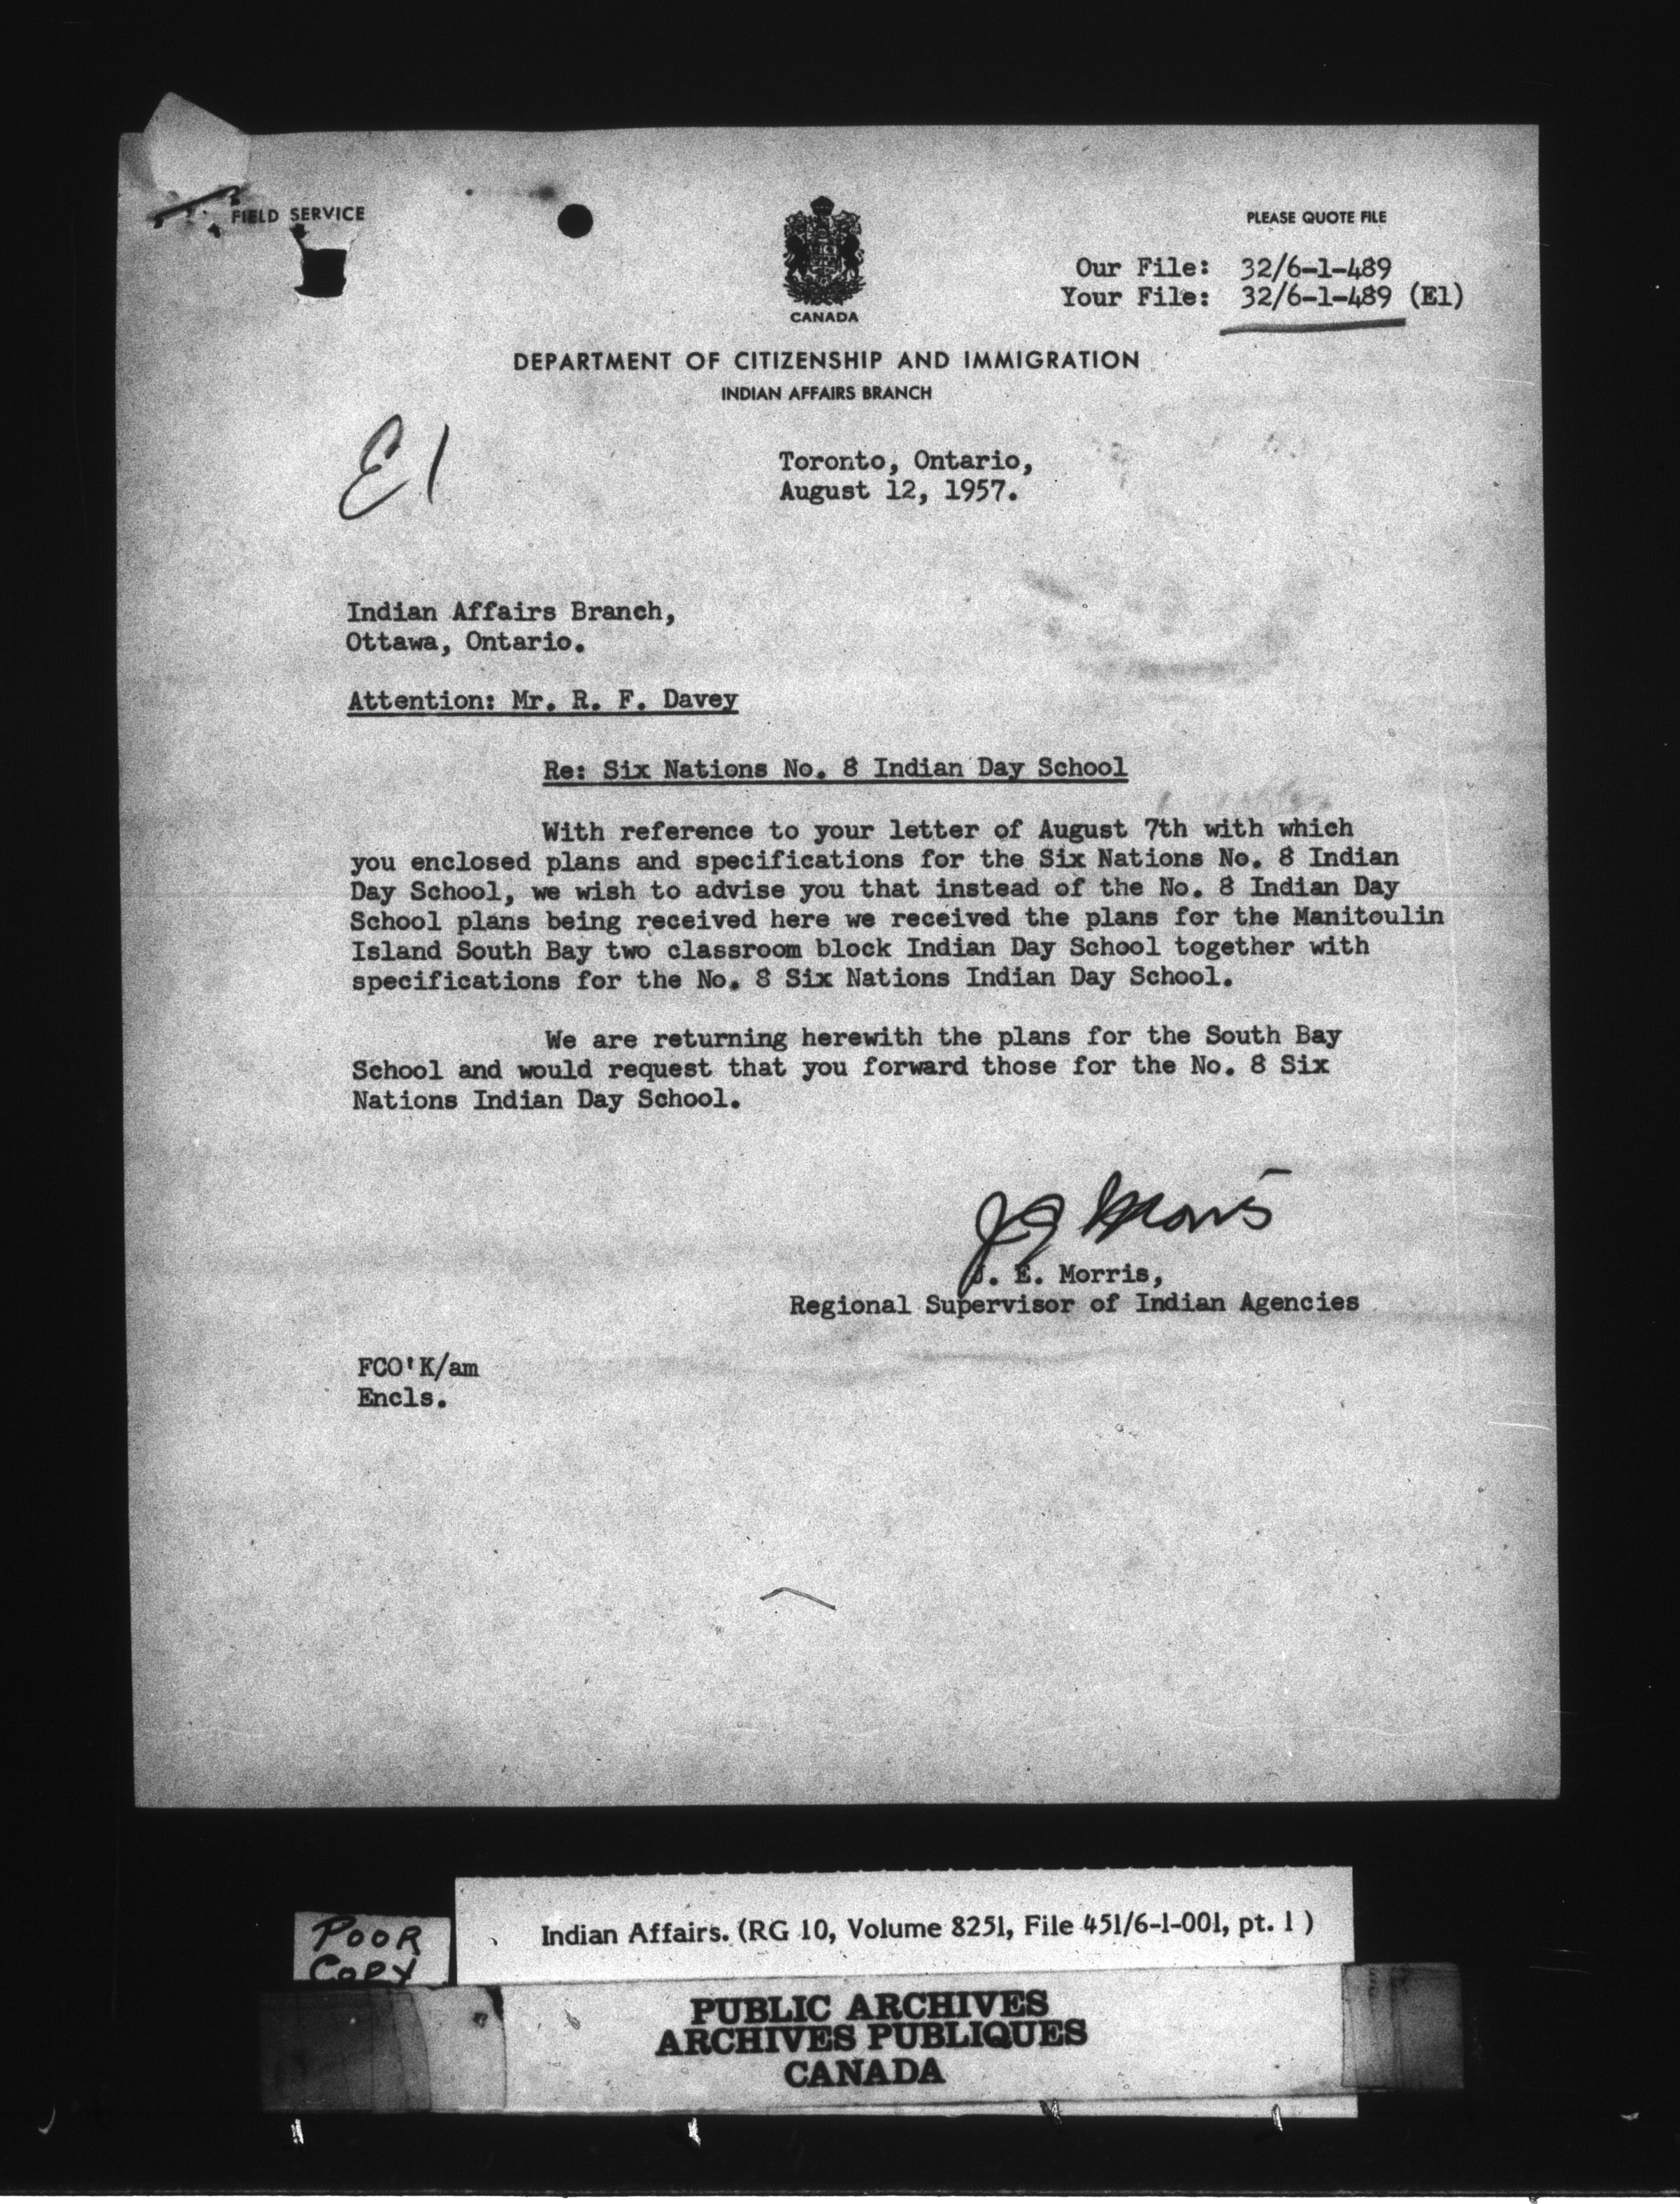 FIELD SERVICE
PLEASE QUOTE FILE
Our File: 32/6-1-489
Your File: 32/6-1-489 (E1)
CANADA
DEPARTMENT OF CITIZENSHIP AND IMMIGRATION
INDIAN AFFAIRS BRANCH
E1
Toronto, Ontario,
August 12, 1957.
Indian Affairs Branch,
Ottawa, Ontario.
Attention: Mr. R. F. Davey
Re: Six Nations No. 8 Indian Day School
With reference to your letter of August 7th with which
you enclosed plans and specifications for the Six Nations No. 8 Indian
Day School, we wish to advise you that instead of the No. 8 Indian Day
School plans being received here we received the plans for the Manitoulin
Island South Bay two classroom block Indian Day School together with
specifications for the No. 8 Six Nations Indian Day School.
We are returning herewith the plans for the South Bay
School and would request that you forward those for the No. 8 Six
Nations Indian Day School.
J E Morris
J. E. Morris,
Regional Supervisor of Indian Agencies
FCO'K/am
Encls.
POOR
COPY
Indian Affairs. (RG 10, Volume 8251, File 451/6-1-001, pt. 1 )
PUBLIC ARCHIVES
ARCHIVES PUBLIQUES
CANADA